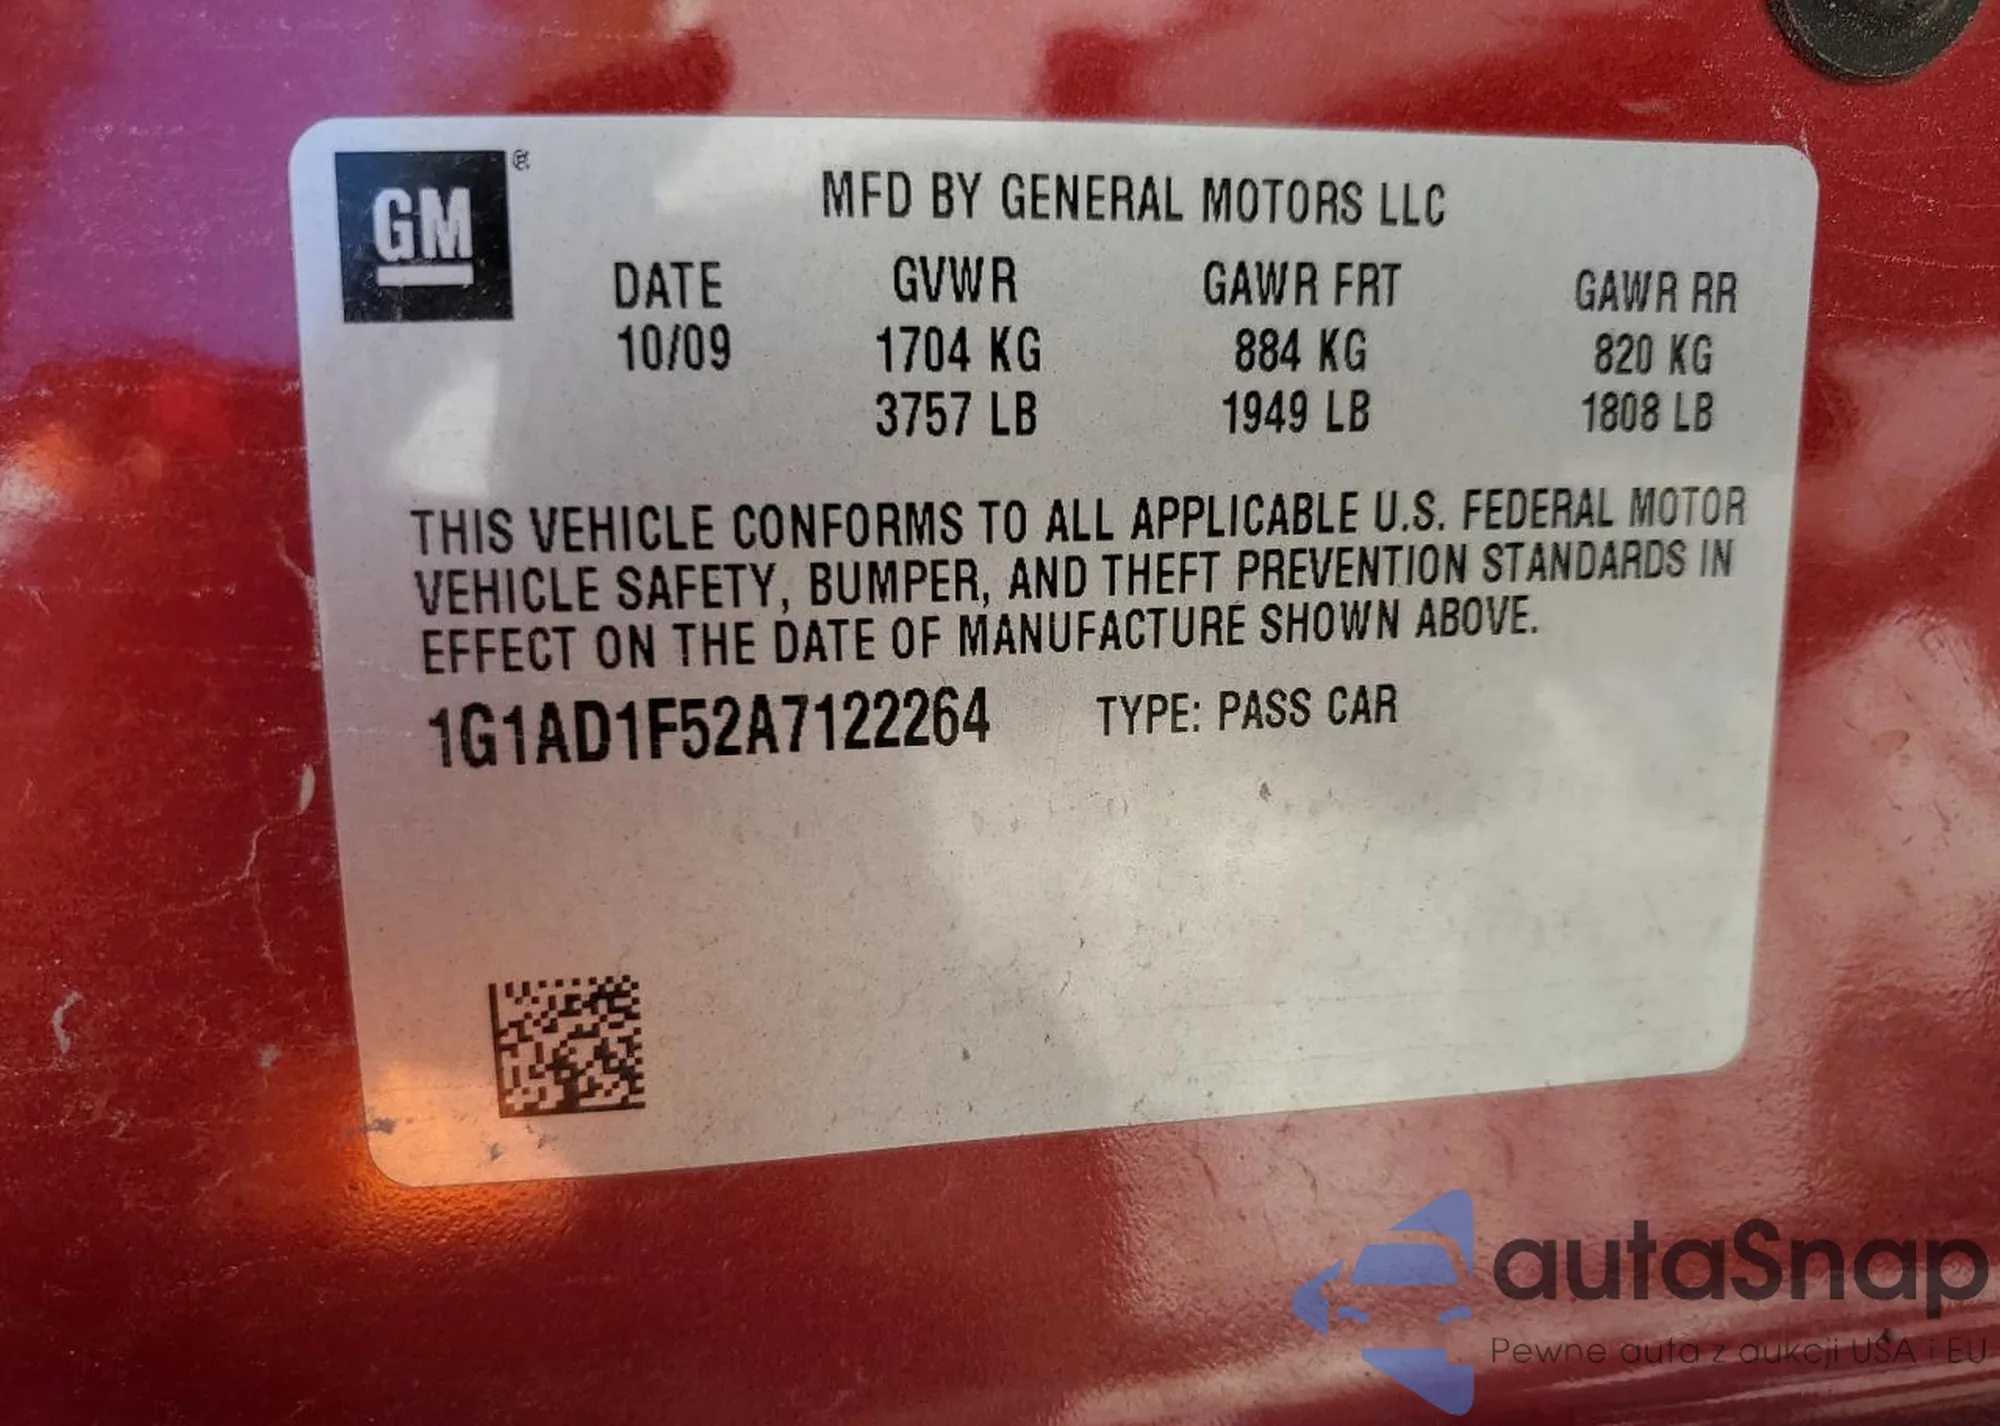 GM ®
MFD BY GENERAL MOTORS LLC
DATE GVWR GAWR FRT GAWR RR
10/09 1704 KG 884 KG 820 KG
3757 LB 1949 LB 1808 LB
THIS VEHICLE CONFORMS TO ALL APPLICABLE U.S. FEDERAL MOTOR
VEHICLE SAFETY, BUMPER, AND THEFT PREVENTION STANDARDS IN
EFFECT ON THE DATE OF MANUFACTURE SHOWN ABOVE.
1G1AD1F52A7122264 TYPE: PASS CAR
autaSnap
Pewne auta z aukcji USA i EU